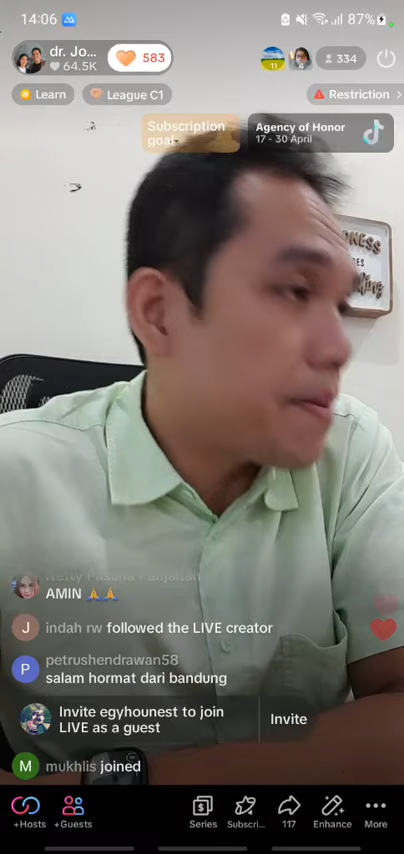 14:06
87%
dr. Jo...
64.5K
583
11
334
Learn
League C1
Restriction >
Subscription goal
Agency of Honor
17 - 30 April
AMIN 🙏🙏
J
indah rw followed the LIVE creator
P
petrushendrawan58
salam hormat dari bandung
Invite egyhounest to join
LIVE as a guest
Invite
M
mukhlis joined
+Hosts
+Guests
Series
Subscri...
117
Enhance
More